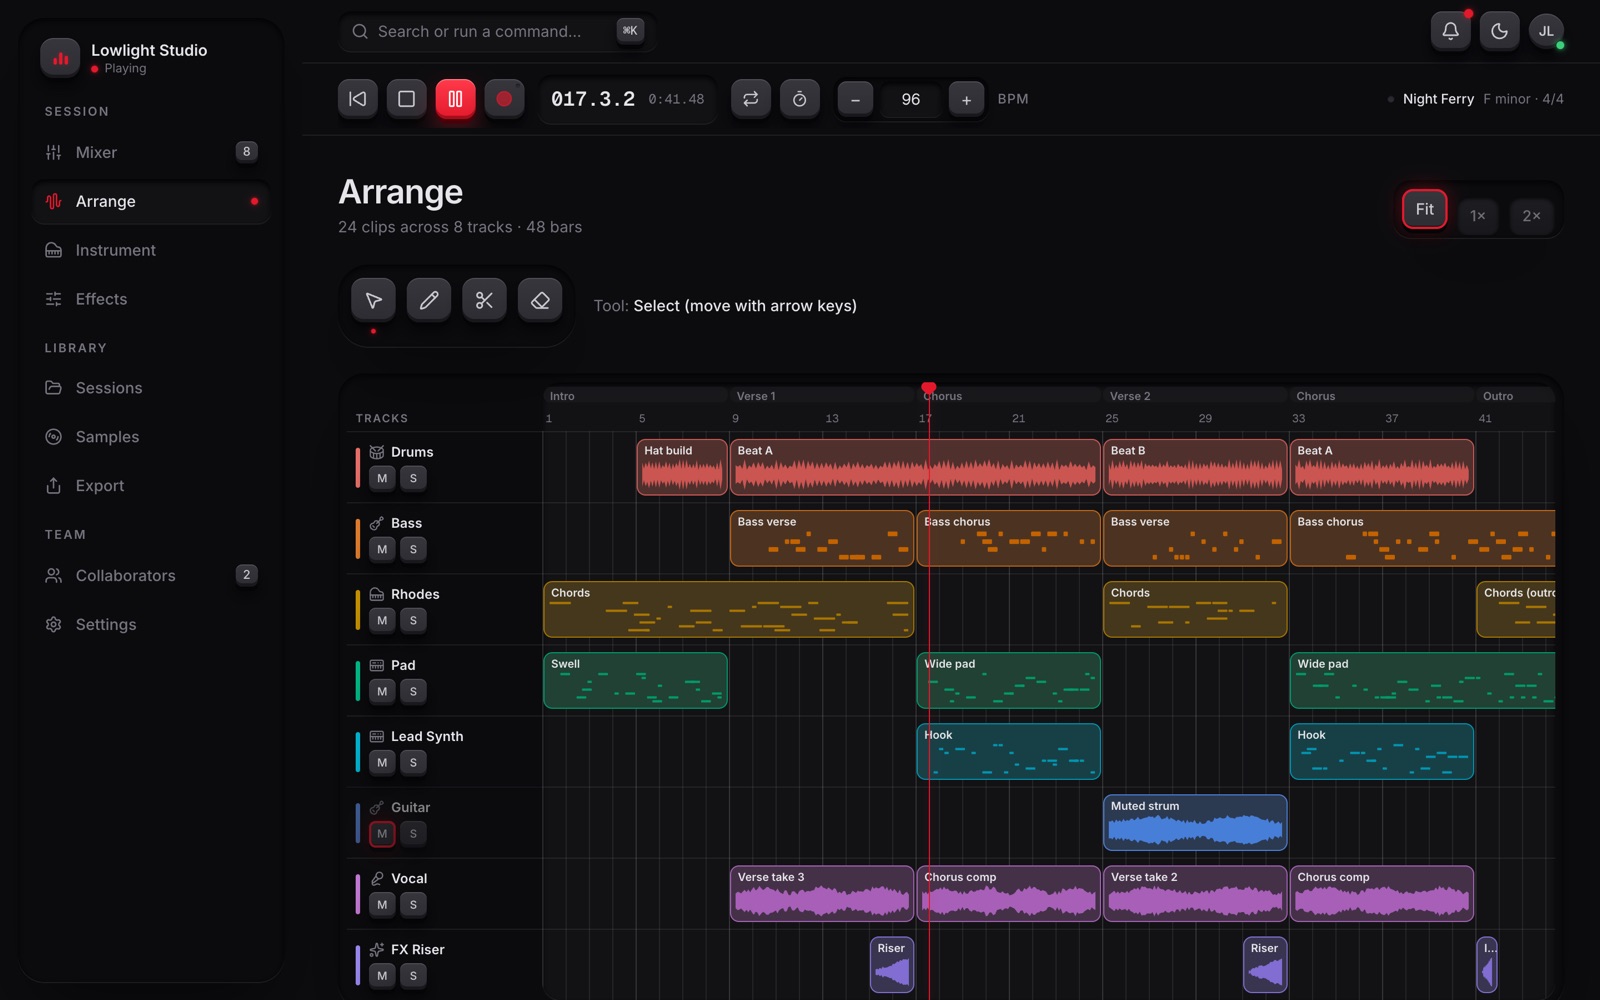 Lowlight Studio
Playing
Search or run a command...
⌘K
JL
017.3.2 0:41.48
− 96 + BPM
Night Ferry F minor · 4/4
SESSION
Mixer 8
Arrange
Instrument
Effects
LIBRARY
Sessions
Samples
Export
TEAM
Collaborators 2
Settings
Arrange
24 clips across 8 tracks · 48 bars
Fit 1× 2×
Tool: Select (move with arrow keys)
Intro Verse 1 Chorus Verse 2 Chorus Outro
TRACKS 1 5 9 13 17 21 25 29 33 37 41
Drums
M S
Hat build Beat A Beat B Beat A
Bass
M S
Bass verse Bass chorus Bass verse Bass chorus
Rhodes
M S
Chords Chords Chords (outro
Pad
M S
Swell Wide pad Wide pad
Lead Synth
M S
Hook Hook
Guitar
M S
Muted strum
Vocal
M S
Verse take 3 Chorus comp Verse take 2 Chorus comp
FX Riser
M S
Riser Riser I...